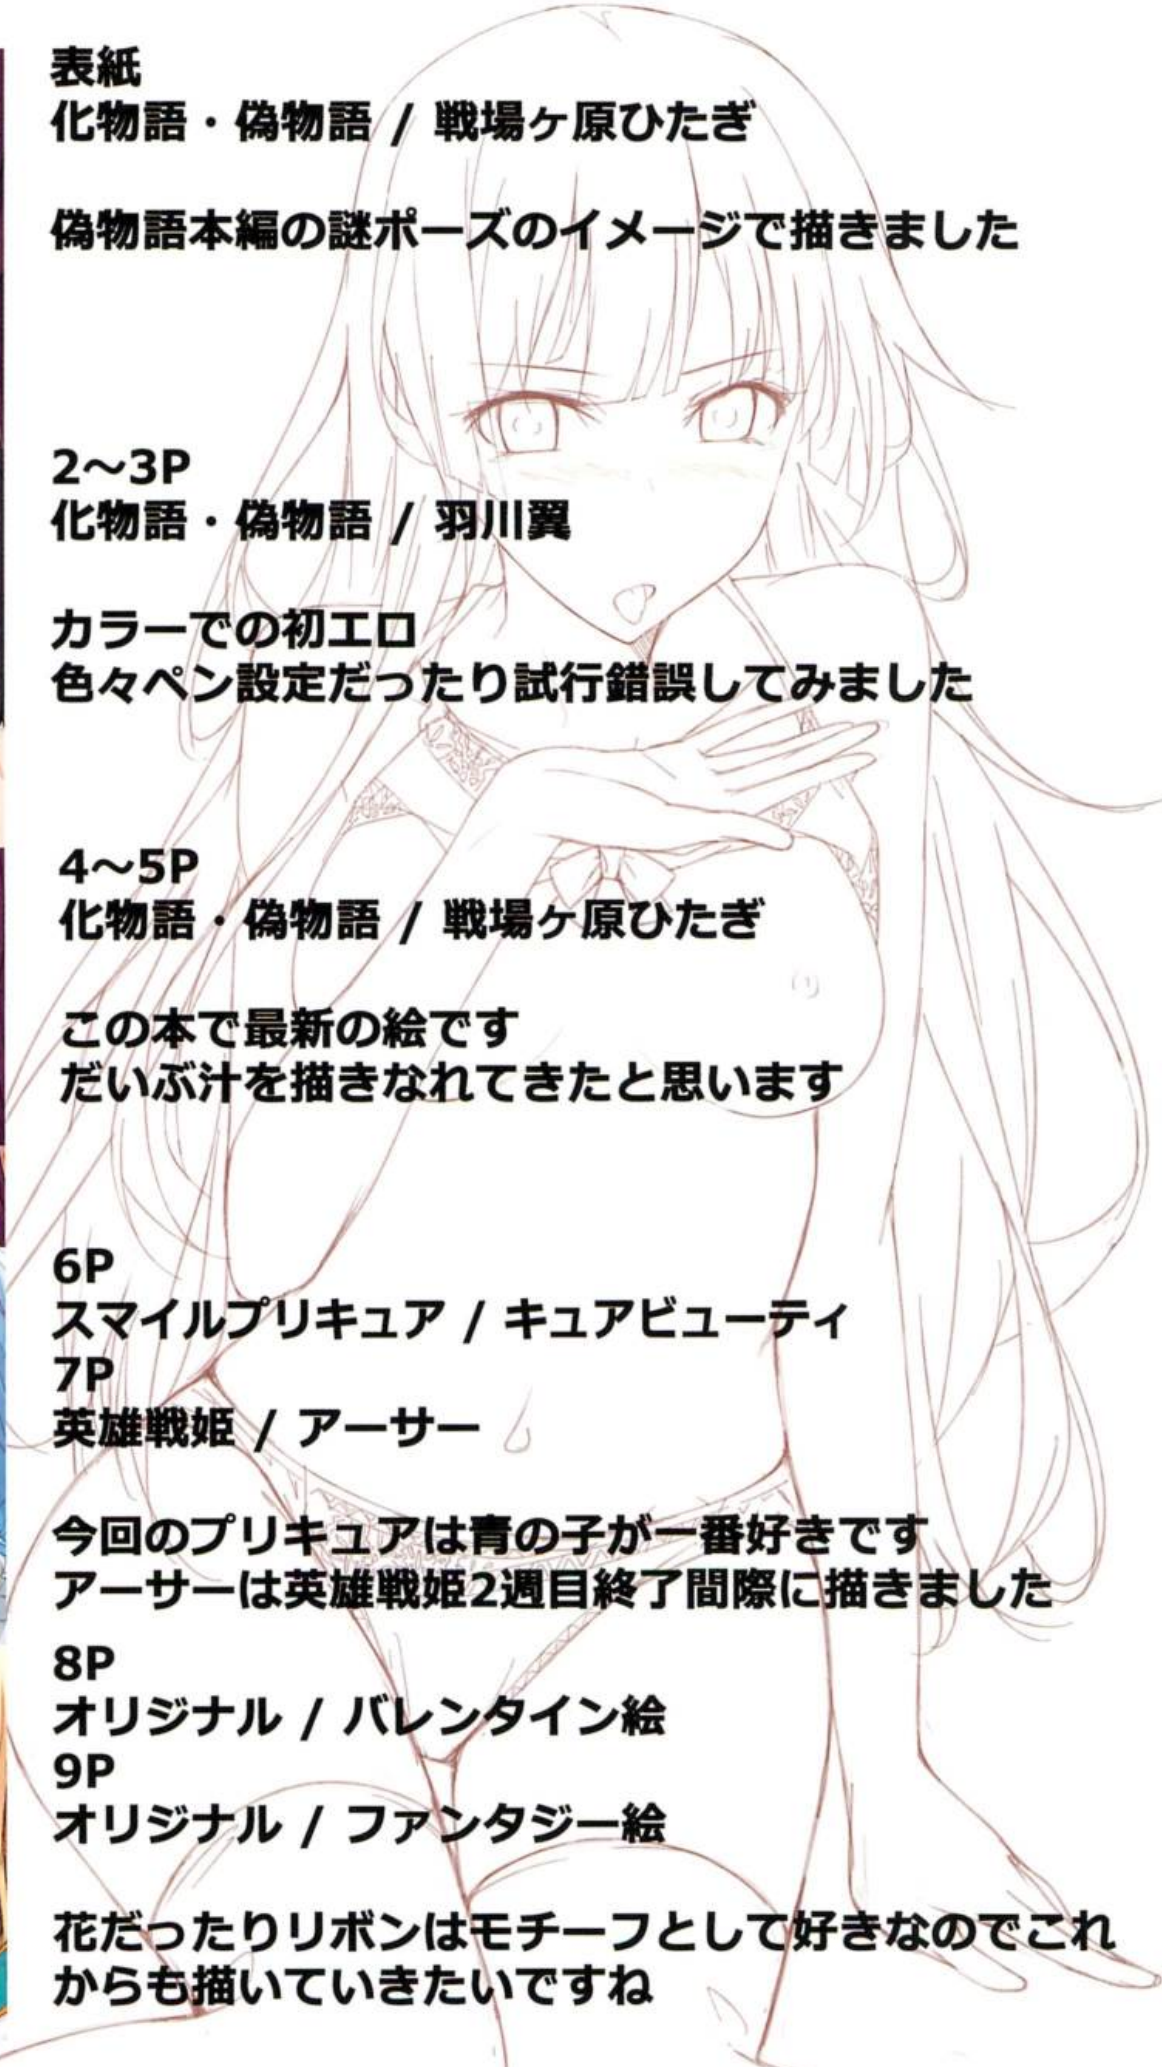 表紙
化物語・偽物語 / 戦場ヶ原ひたぎ
偽物語本編の謎ポーズのイメージで描きました
2～3P
化物語・偽物語 / 羽川翼
カラーでの初エロ
色々ペン設定だったり試行錯誤してみました
4～5P
化物語・偽物語 / 戦場ヶ原ひたぎ
この本で最新の絵です
だいぶ汁を描きなれてきたと思います
6P
スマイルプリキュア / キュアビューティ
7P
英雄戦姫 / アーサー
今回のプリキュアは青の子が一番好きです
アーサーは英雄戦姫2週目終了間際に描きました
8P
オリジナル / バレンタイン絵
9P
オリジナル / ファンタジー絵
花だったりリボンはモチーフとして好きなのでこれ
からも描いていきたいですね